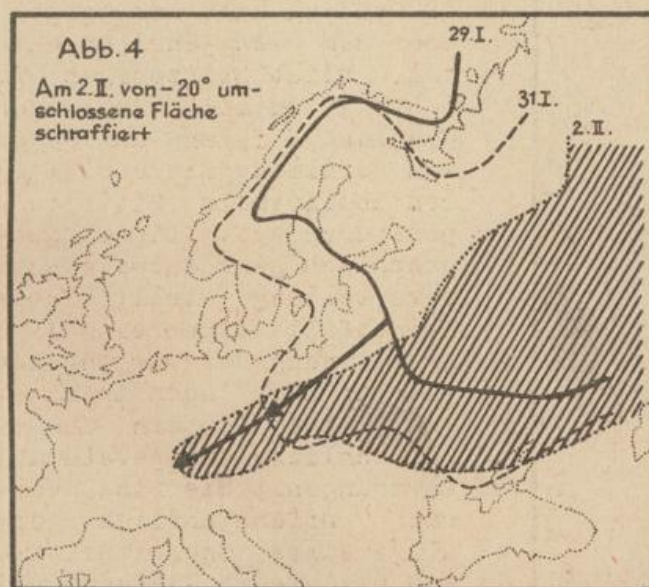 Abb. 4
Am 2.II. von -20° um-
schlossene Fläche
schraffiert
29.I.
31.I.
2.II.